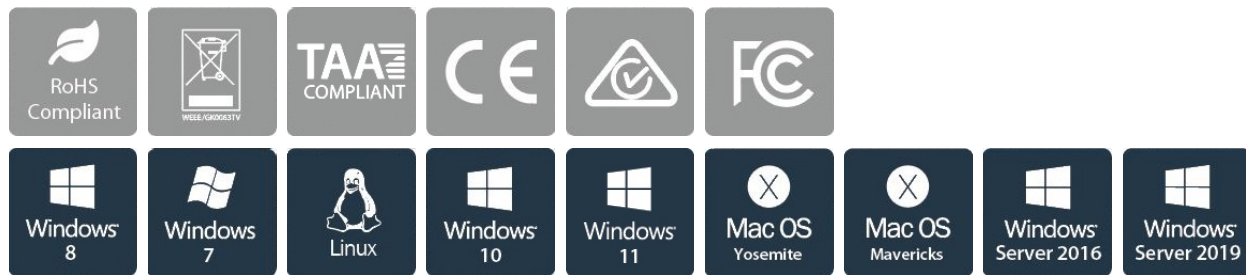 RoHS
Compliant
WEEE/GK0083TV
TAA
COMPLIANT
CE
FC
Windows
8
Windows
7
Linux
Windows
10
Windows
11
X
Mac OS
Yosemite
X
Mac OS
Mavericks
Windows
Server 2016
Windows
Server 2019